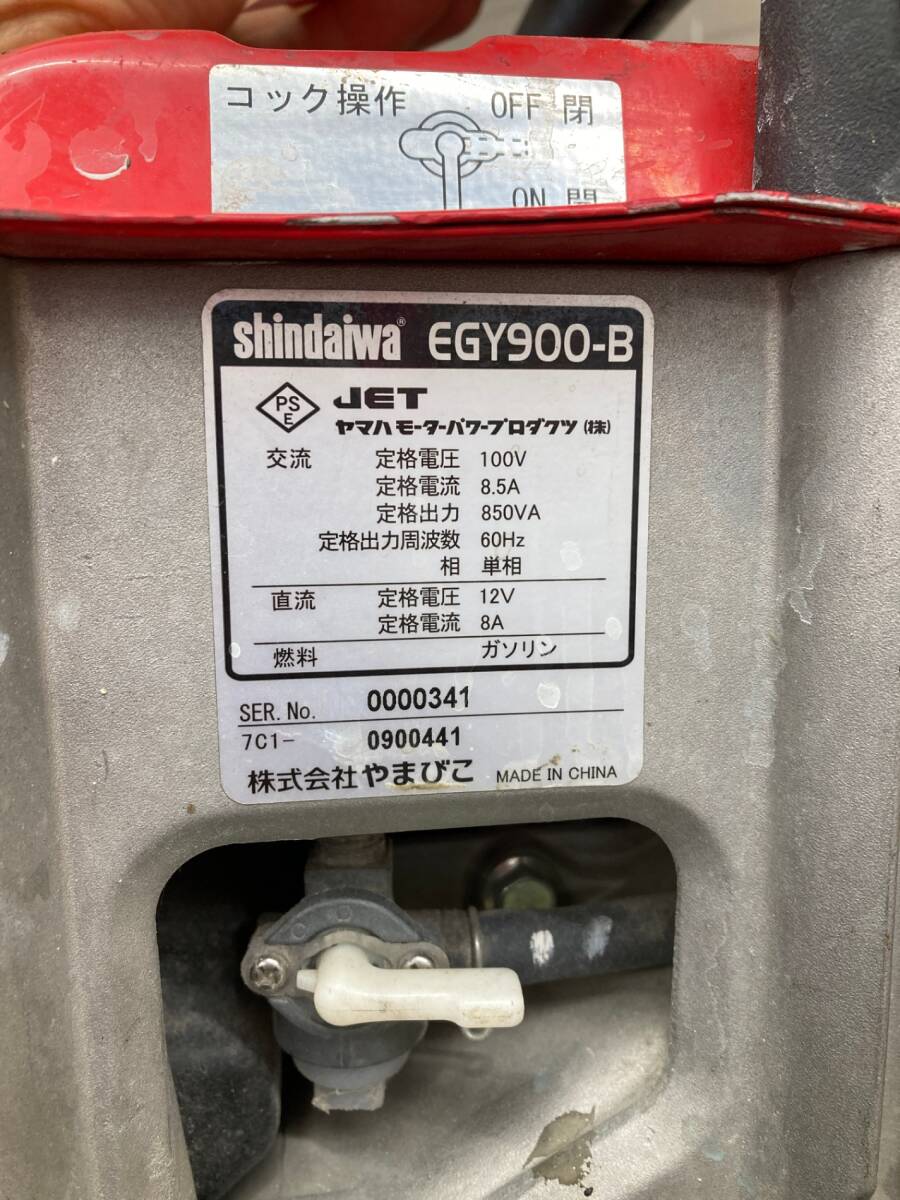 コック操作 OFF 閉
ON 開
shindaiwa® EGY900-B
PS
E
JET
ヤマハモーターパワープロダクツ(株)
交流 定格電圧 100V
定格電流 8.5A
定格出力 850VA
定格出力周波数 60Hz
相 単相
直流 定格電圧 12V
定格電流 8A
燃料 ガソリン
SER.No. 0000341
7C1- 0900441
株式会社やまびこ MADE IN CHINA